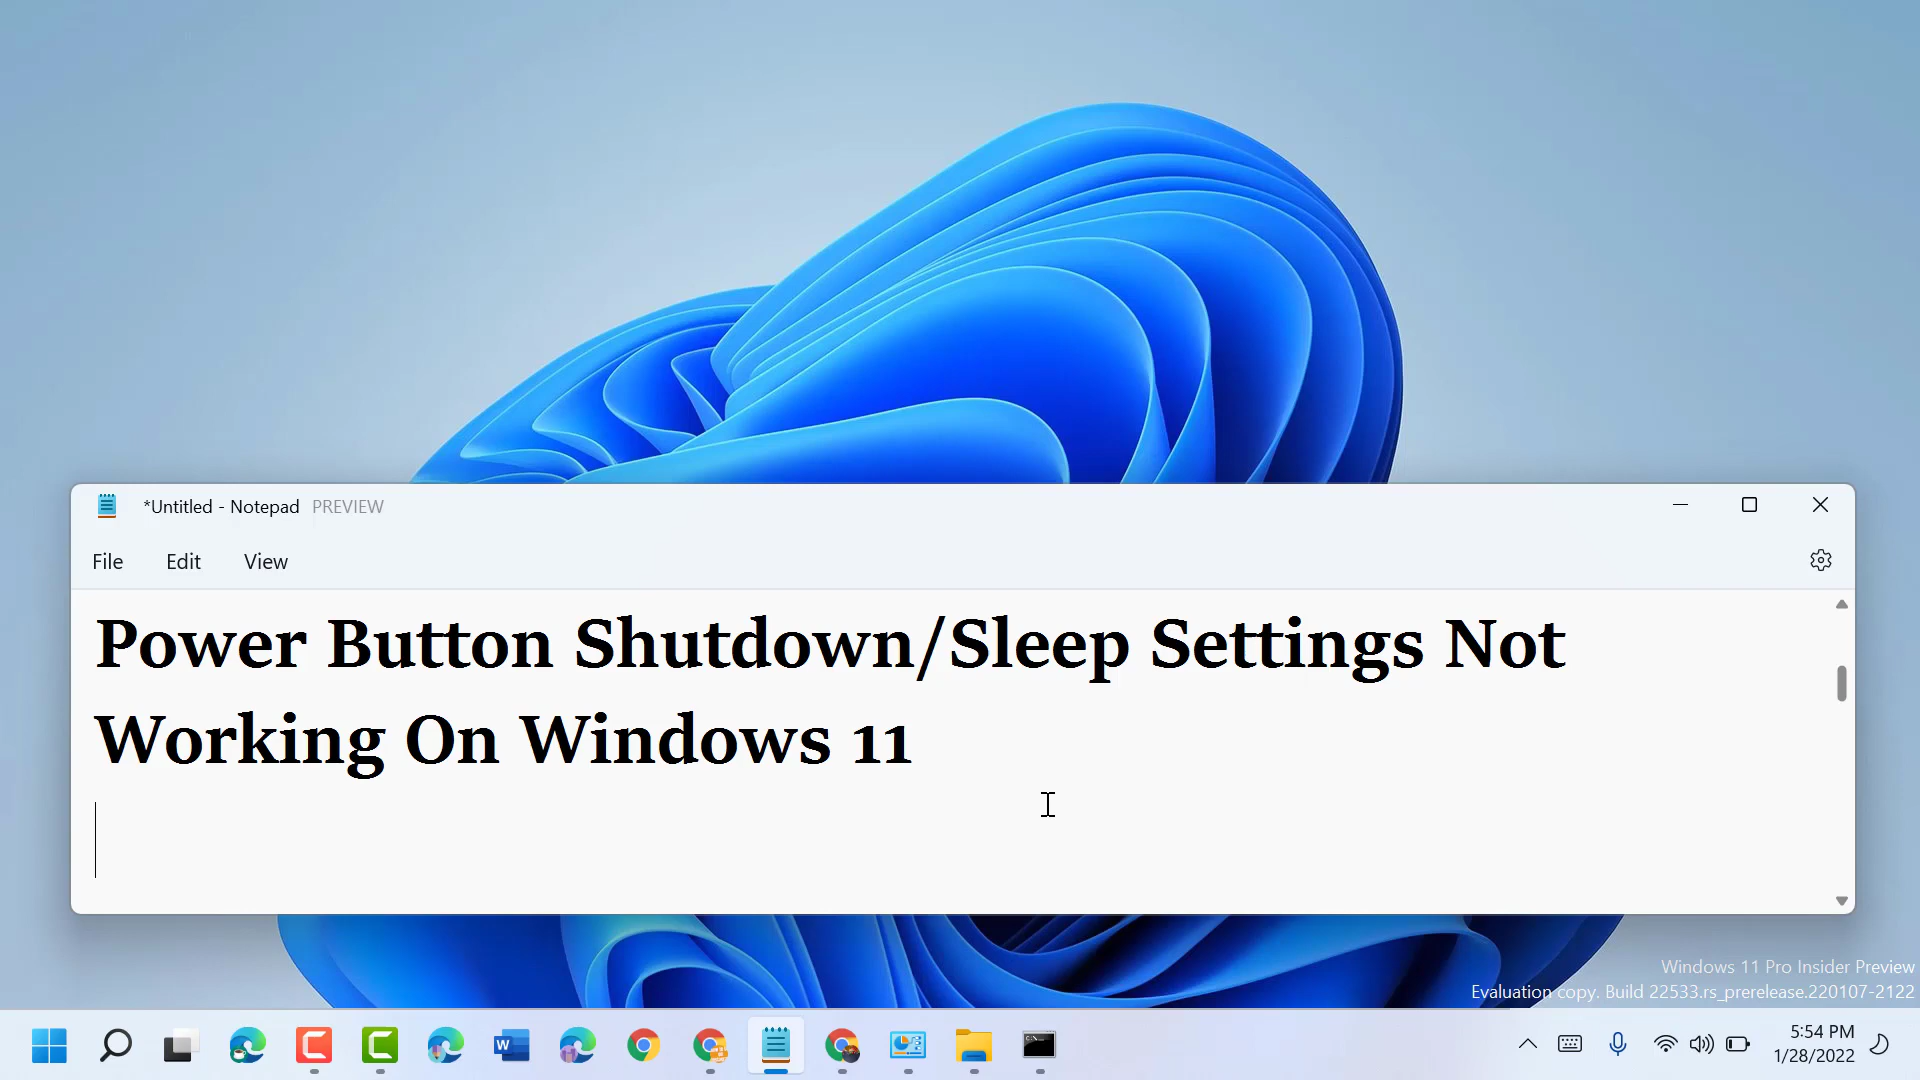 *Untitled - Notepad PREVIEW
File Edit View
Power Button Shutdown/Sleep Settings Not
Working On Windows 11
Windows 11 Pro Insider Preview
Evaluation copy. Build 22533.rs_prerelease.220107-2122
5:54 PM
1/28/2022